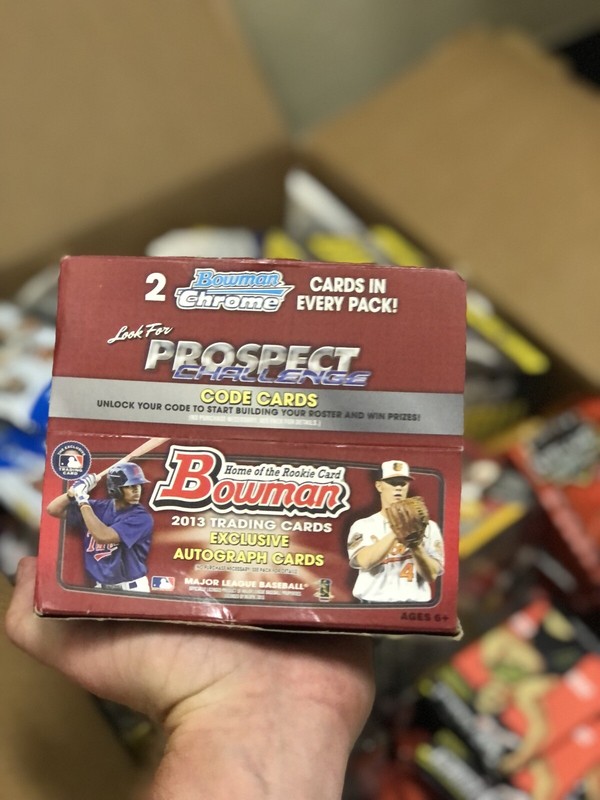 2 Bowman Chrome CARDS IN EVERY PACK!
Look For
PROSPECT
CHALLENGE
CODE CARDS
UNLOCK YOUR CODE TO START BUILDING YOUR ROSTER AND WIN PRIZES!
Home of the Rookie Card
Bowman
2013 TRADING CARDS
EXCLUSIVE
AUTOGRAPH CARDS
MAJOR LEAGUE BASEBALL
AGES 6+